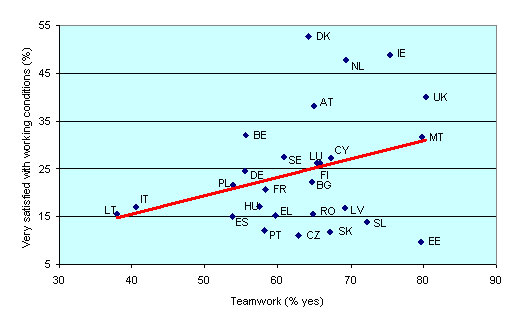 55
45
35
25
15
5
Very satisfied with working conditions (%)
DK
IE
NL
UK
AT
BE
MT
CY
SE
LU
FI
DE
BG
PL
FR
IT
HU
LT
EL
RO
LV
ES
SL
PT
CZ
SK
EE
30 40 50 60 70 80 90
Teamwork (% yes)